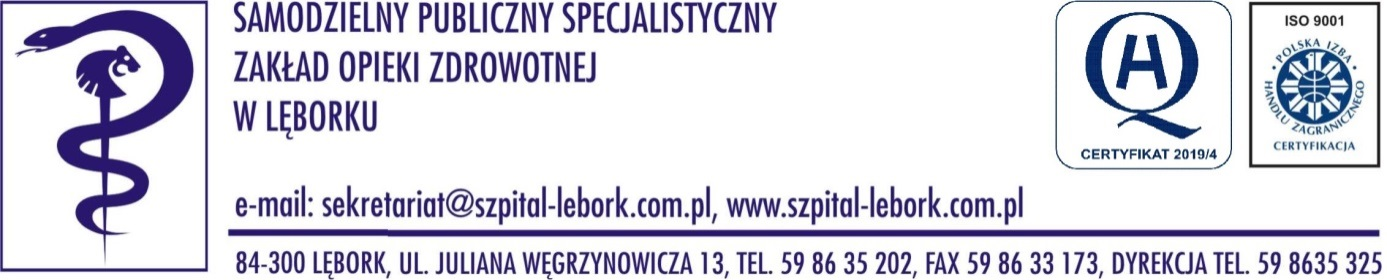 SAMODZIELNY PUBLICZNY SPECJALISTYCZNY
ZAKŁAD OPIEKI ZDROWOTNEJ
W LĘBORKU
H Q
CERTYFIKAT 2019/4
ISO 9001
• POLSKA IZBA •
HANDLU ZAGRANICZNEGO
CERTYFIKACJA
e-mail: sekretariat@szpital-lebork.com.pl, www.szpital-lebork.com.pl
84-300 LĘBORK, UL. JULIANA WĘGRZYNOWICZA 13, TEL. 59 86 35 202, FAX 59 86 33 173, DYREKCJA TEL. 59 8635 325